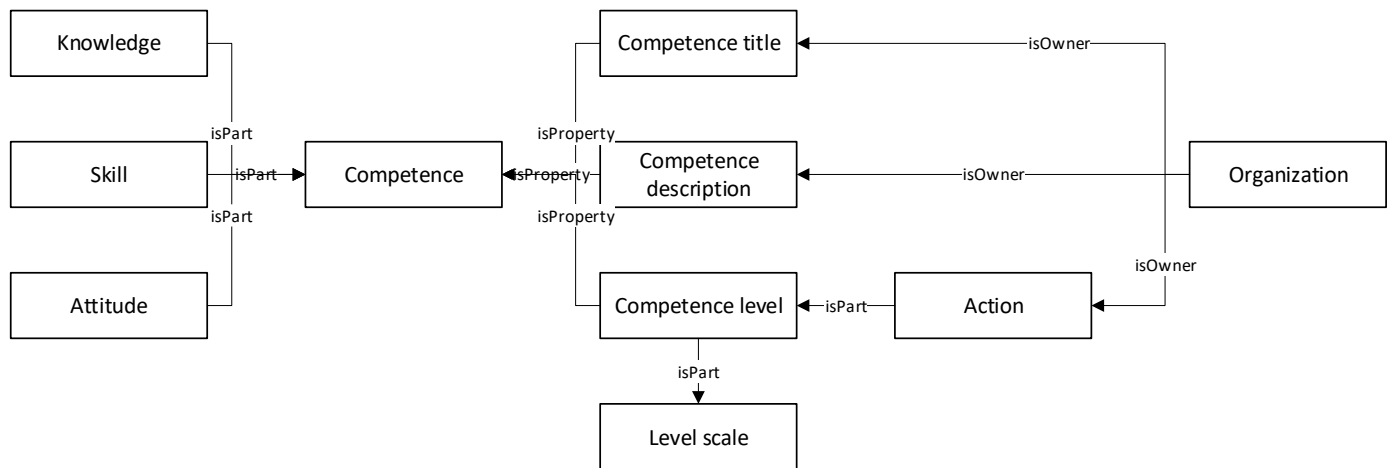 Knowledge
Competence title
isOwner
isPart
isProperty
Skill
isPart
Competence
isProperty
Competence
description
isOwner
Organization
isPart
isProperty
isOwner
Attitude
Competence level
isPart
Action
isPart
Level scale